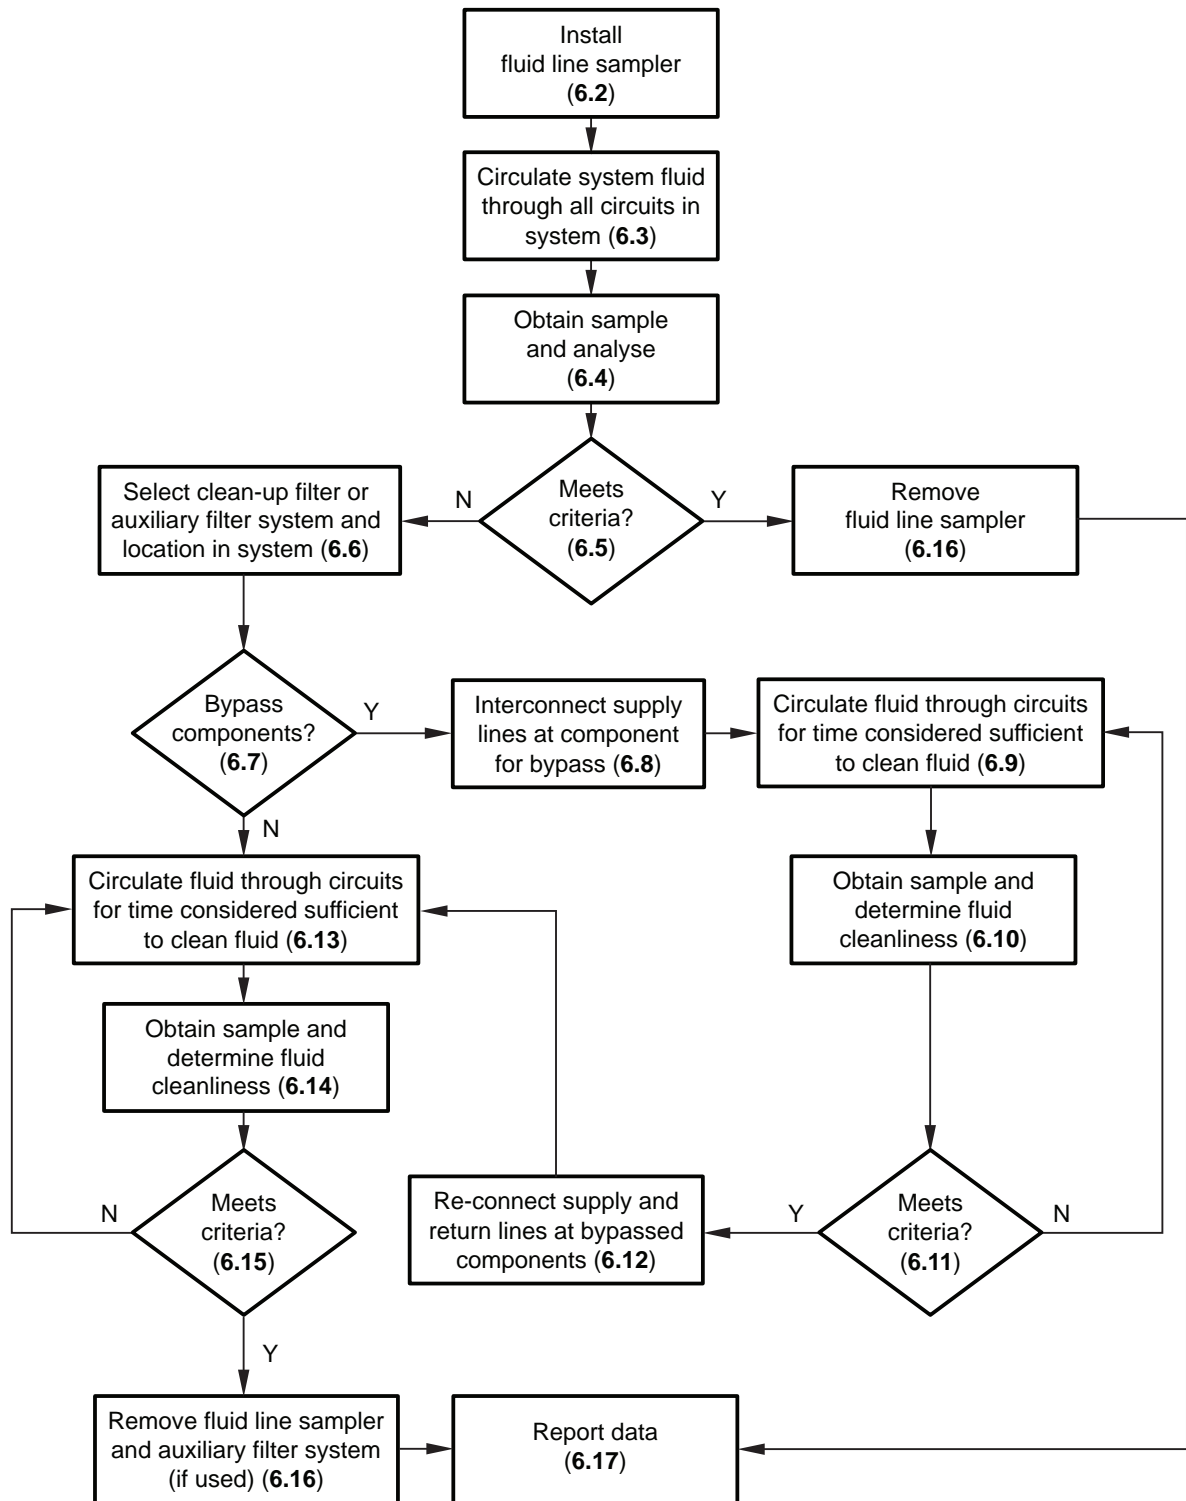 Install
fluid line sampler
(6.2)
Circulate system fluid
through all circuits in
system (6.3)
Obtain sample
and analyse
(6.4)
Meets
criteria?
(6.5)
N
Y
Select clean-up filter or
auxiliary filter system and
location in system (6.6)
Remove
fluid line sampler
(6.16)
Bypass
components?
(6.7)
Y
N
Interconnect supply
lines at component
for bypass (6.8)
Circulate fluid through circuits
for time considered sufficient
to clean fluid (6.9)
Obtain sample and
determine fluid
cleanliness (6.10)
Circulate fluid through circuits
for time considered sufficient
to clean fluid (6.13)
Obtain sample and
determine fluid
cleanliness (6.14)
Meets
criteria?
(6.15)
N
Y
Re-connect supply and
return lines at bypassed
components (6.12)
Y
Meets
criteria?
(6.11)
N
Remove fluid line sampler
and auxiliary filter system
(if used) (6.16)
Report data
(6.17)